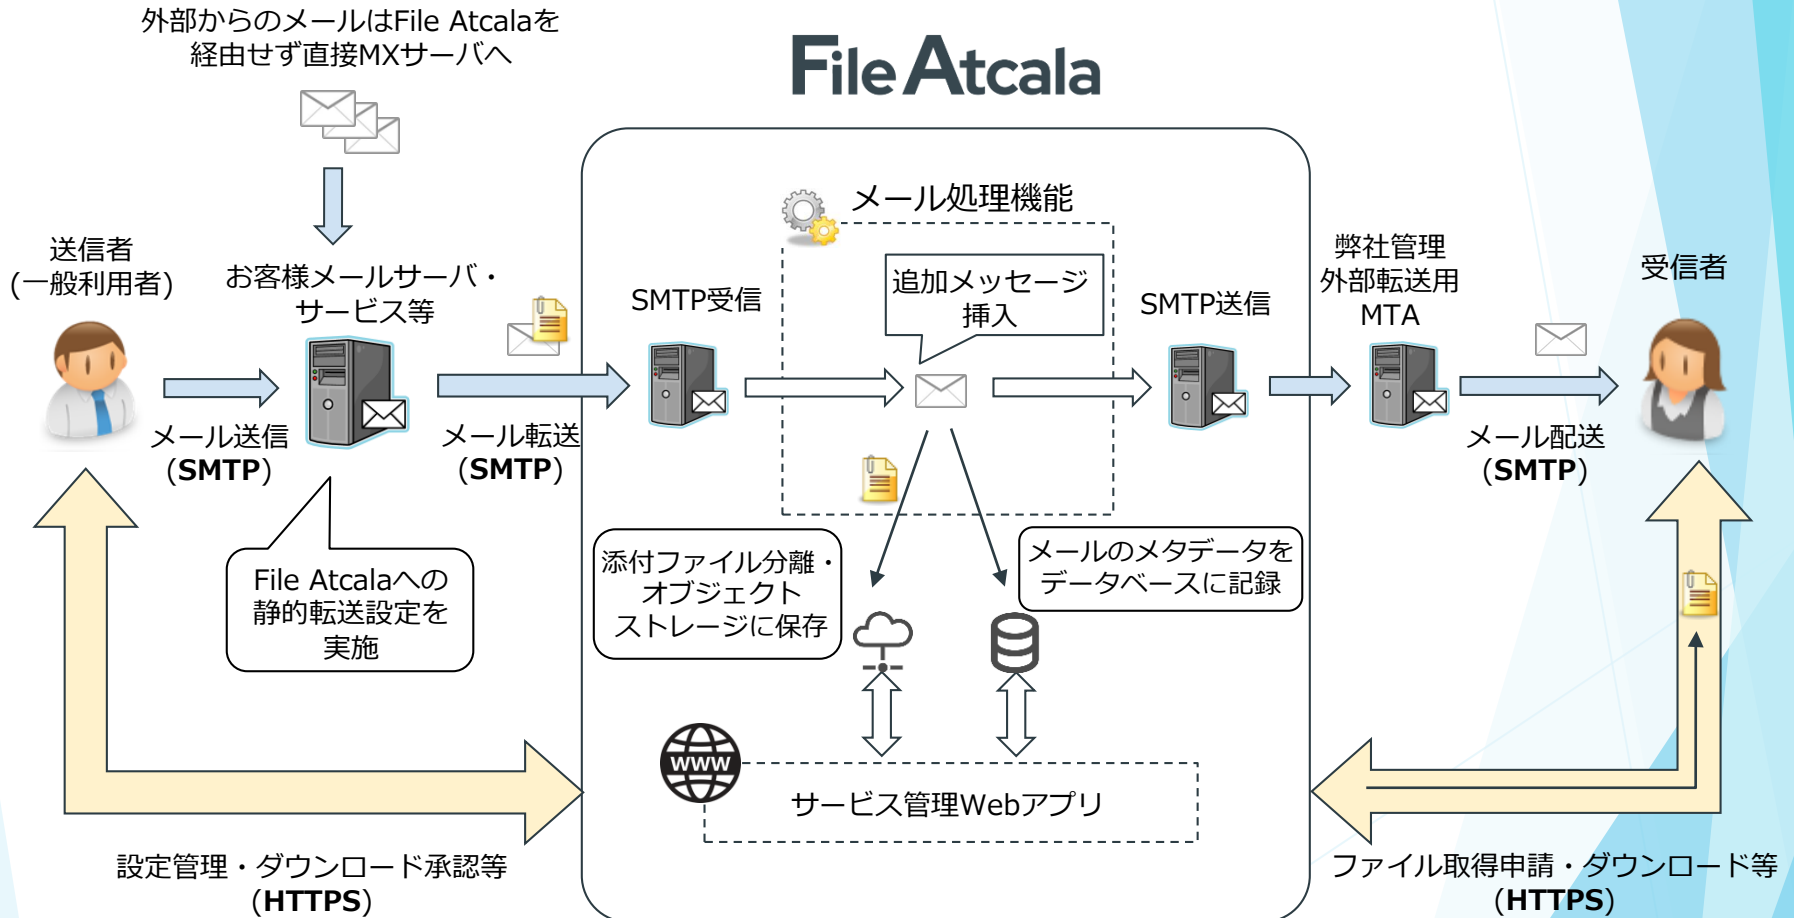 外部からのメールはFile Atcalaを
経由せず直接MXサーバへ
File Atcala
メール処理機能
送信者
(一般利用者)
お客様メールサーバ・
サービス等
SMTP受信
追加メッセージ
挿入
SMTP送信
弊社管理
外部転送用
MTA
受信者
メール送信
(SMTP)
メール転送
(SMTP)
メール配送
(SMTP)
File Atcalaへの
静的転送設定を
実施
添付ファイル分離・
オブジェクト
ストレージに保存
メールのメタデータを
データベースに記録
WWW
サービス管理Webアプリ
設定管理・ダウンロード承認等
(HTTPS)
ファイル取得申請・ダウンロード等
(HTTPS)